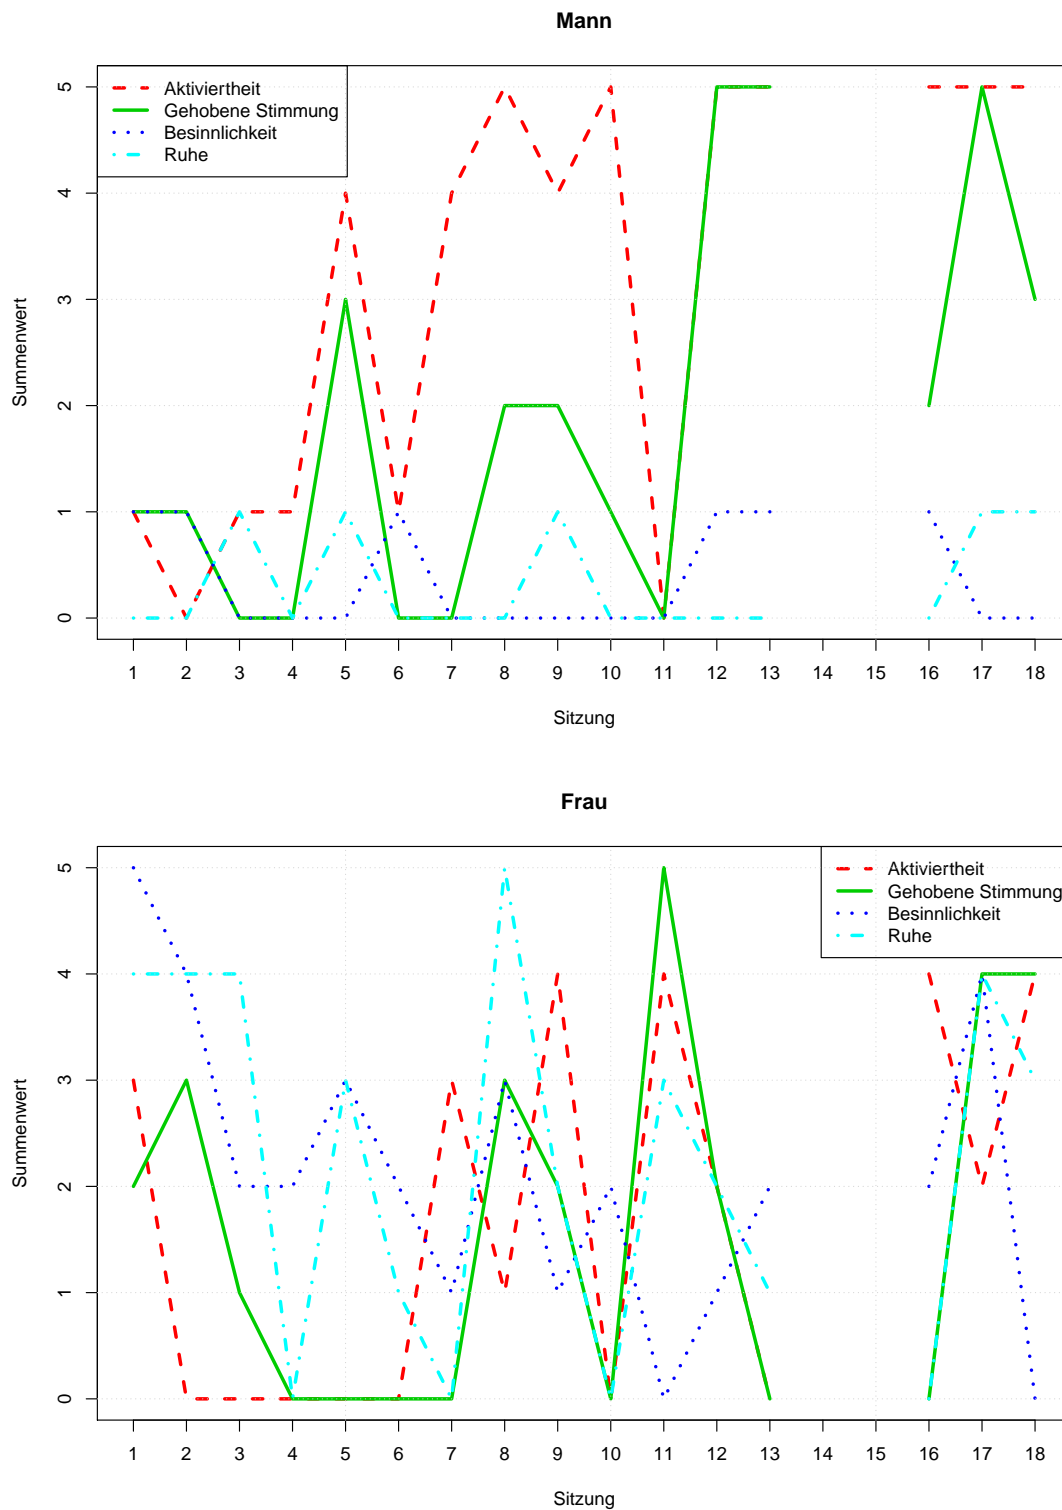 Mann
Aktiviertheit
Gehobene Stimmung
Besinnlichkeit
Ruhe
Summenwert
5
4
3
2
1
0
1 2 3 4 5 6 7 8 9 10 11 12 13 14 15 16 17 18
Sitzung
Frau
Aktiviertheit
Gehobene Stimmung
Besinnlichkeit
Ruhe
Summenwert
5
4
3
2
1
0
1 2 3 4 5 6 7 8 9 10 11 12 13 14 15 16 17 18
Sitzung